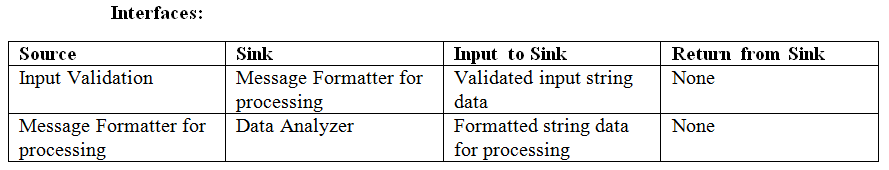 Interfaces:
Source Sink Input to Sink Return from Sink
Input Validation Message Formatter for Validated input string None
processing data
Message Formatter for Data Analyzer Formatted string data None
processing for processing